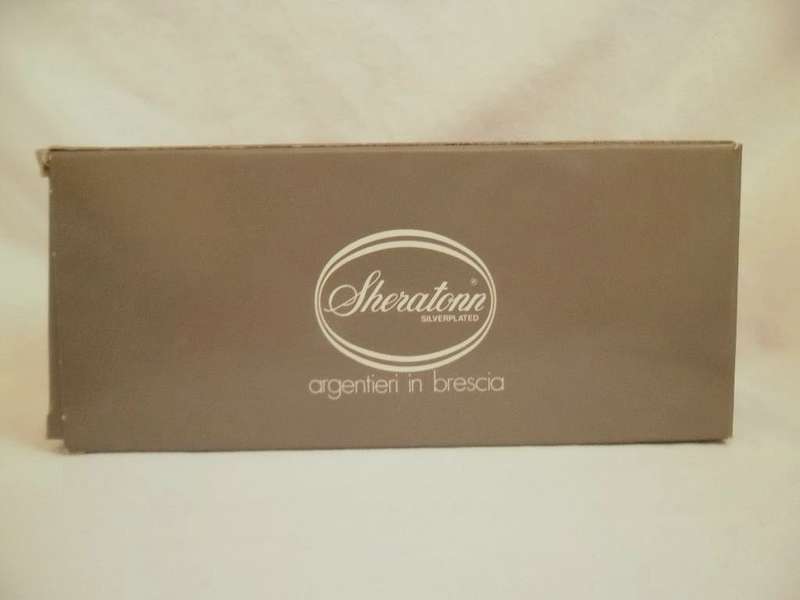 Sheratonn ®
SILVERPLATED
argentieri in brescia